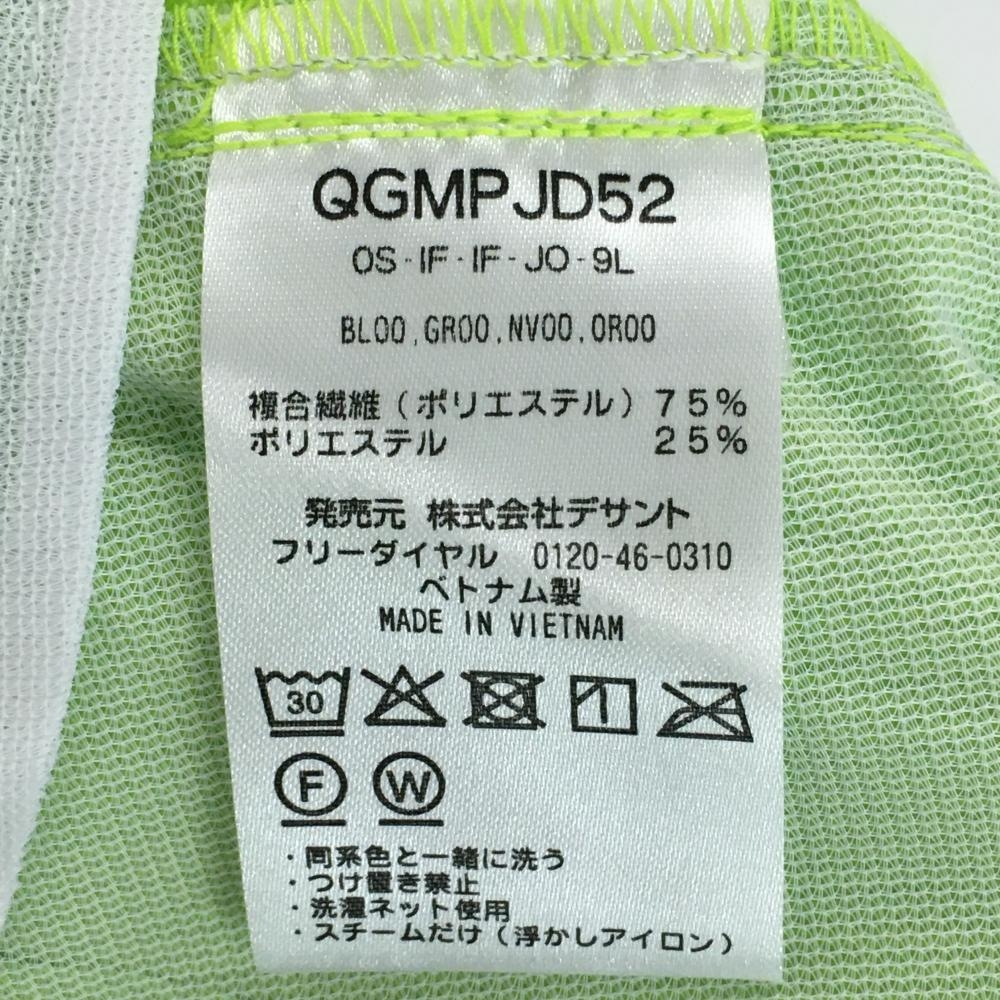 QGMPJD52
OS-IF-IF-JO-9L
BL00,GR00,NV00,OR00
複合繊維(ポリエステル) 75%
ポリエステル 25%
発売元 株式会社デサント
フリーダイヤル 0120-46-0310
ベトナム製
MADE IN VIETNAM
30
F W
・同系色と一緒に洗う
・つけ置き禁止
・洗濯ネット使用
・スチームだけ(浮かしアイロン)